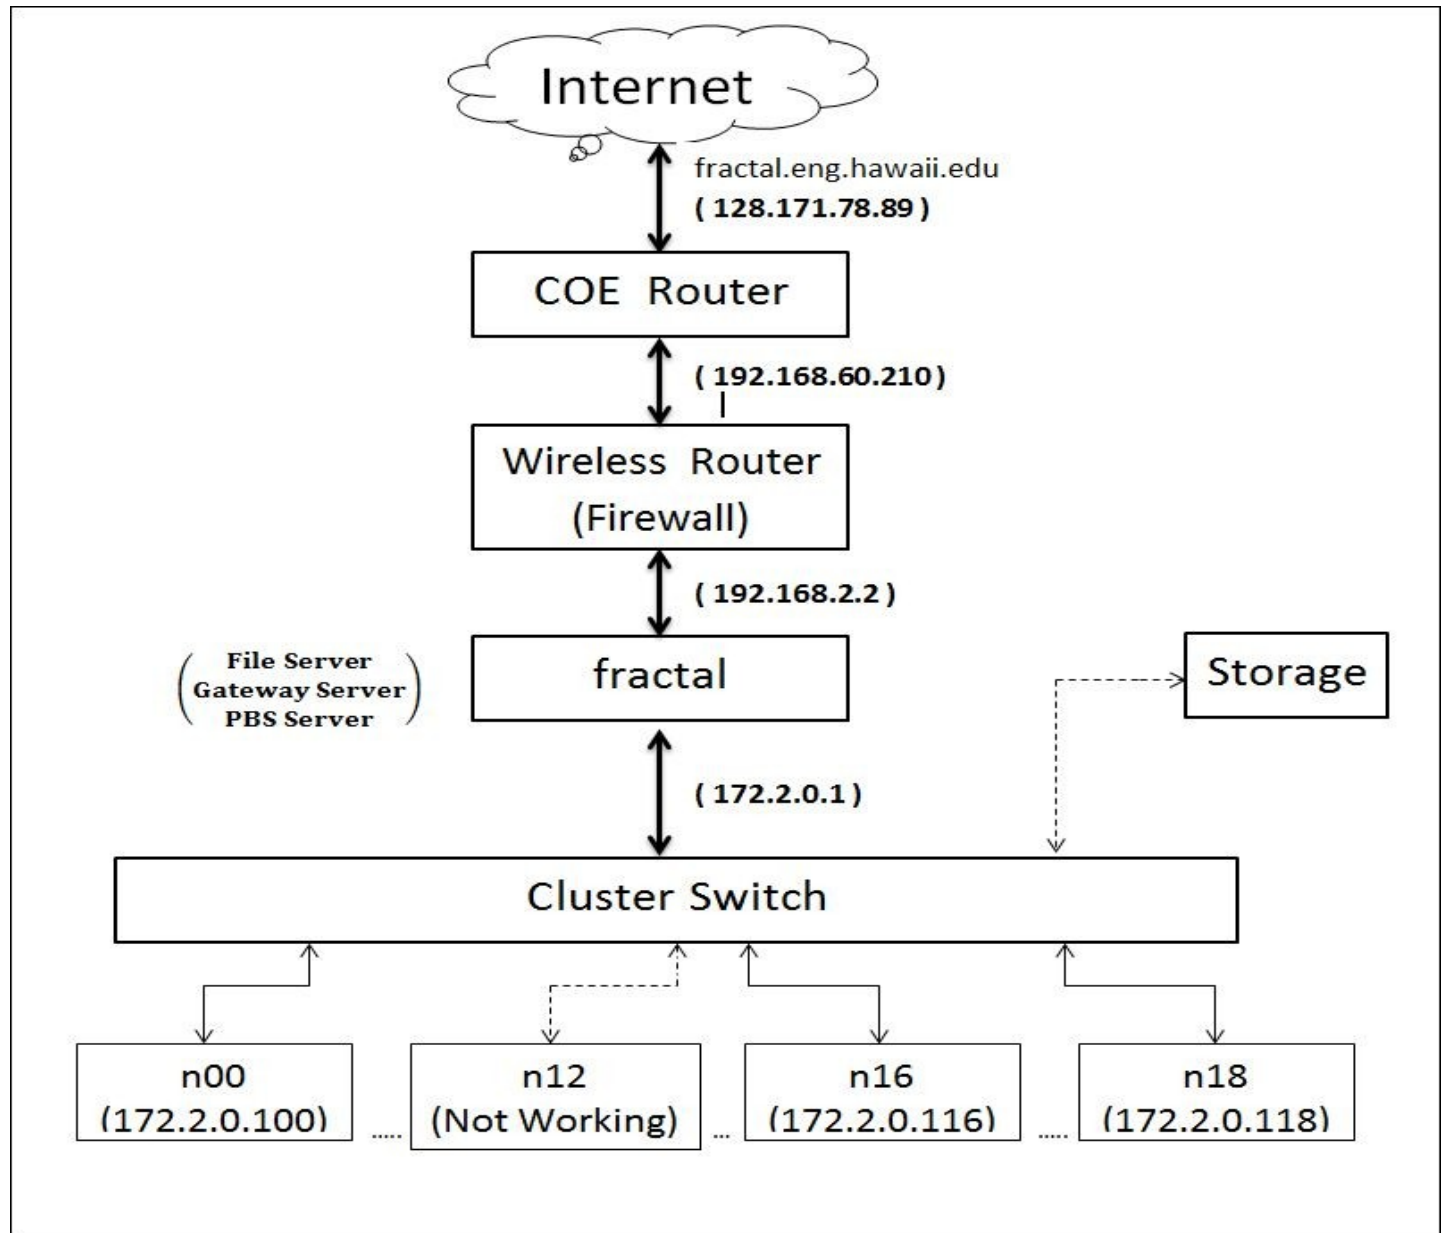 Internet
fractal.eng.hawaii.edu
( 128.171.78.89 )
COE Router
( 192.168.60.210 )
Wireless Router
(Firewall)
( 192.168.2.2 )
File Server
Gateway Server
PBS Server
fractal
Storage
( 172.2.0.1 )
Cluster Switch
n00
(172.2.0.100)
.....
n12
(Not Working)
...
n16
(172.2.0.116)
.....
n18
(172.2.0.118)